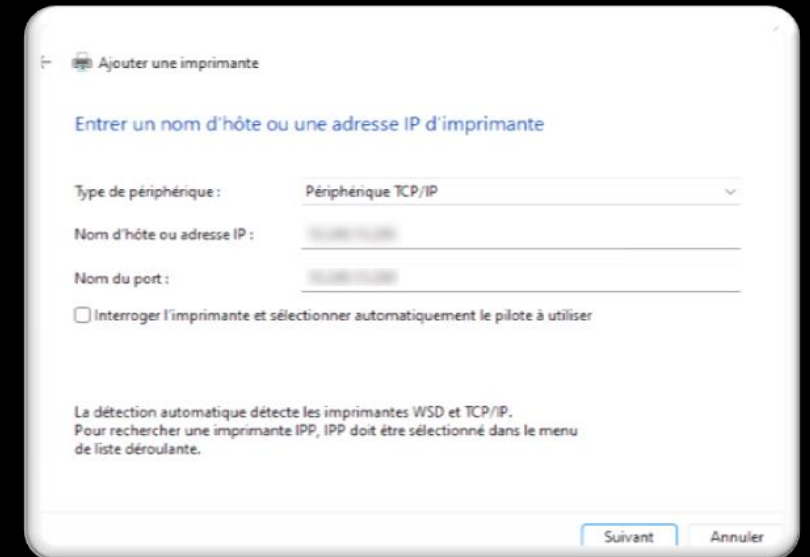 Ajouter une imprimante
Entrer un nom d'hôte ou une adresse IP d'imprimante
Type de périphérique : Périphérique TCP/IP
Nom d'hôte ou adresse IP :
Nom du port :
Interroger l'imprimante et sélectionner automatiquement le pilote à utiliser
La détection automatique détecte les imprimantes WSD et TCP/IP.
Pour rechercher une imprimante IPP, IPP doit être sélectionné dans le menu
de liste déroulante.
Suivant Annuler